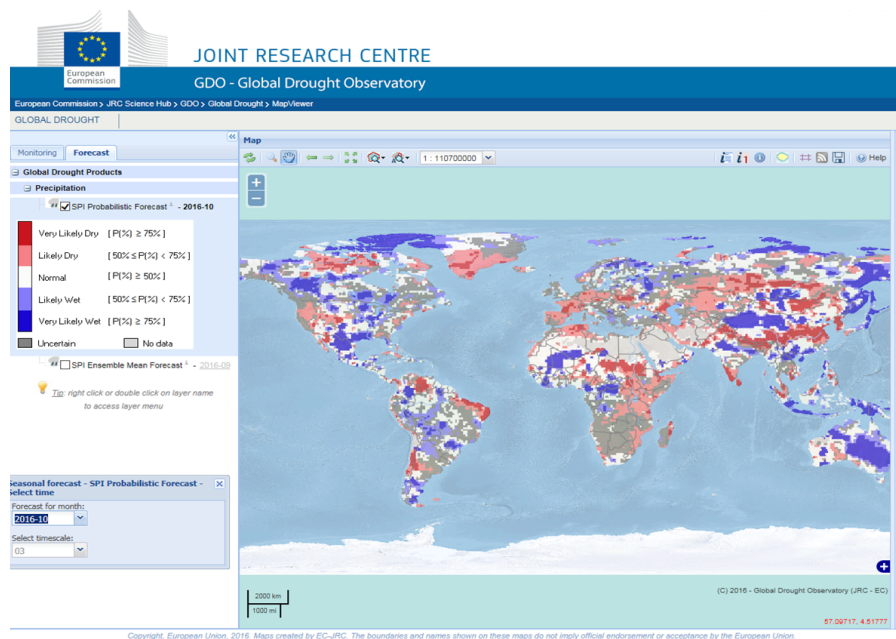 European
Commission
JOINT RESEARCH CENTRE
GDO - Global Drought Observatory
European Commission > JRC Science Hub > GDO > Global Drought > MapViewer
GLOBAL DROUGHT
Monitoring Forecast
Global Drought Products
Precipitation
SPI Probabilistic Forecast - 2016-10
Very Likely Dry [ P(%) ≥ 75% ]
Likely Dry [ 50% ≤ P(%) < 75% ]
Normal [ P(%) ≥ 50% ]
Likely Wet [ 50% ≤ P(%) < 75% ]
Very Likely Wet [ P(%) ≥ 75% ]
Uncertain No data
SPI Ensemble Mean Forecast - 2016-09
Tip: right click or double click on layer name
to access layer menu
Seasonal forecast - SPI Probabilistic Forecast -
Select time
Forecast for month:
2016-10
Select timescale:
03
Map
1 : 110700000
Help
2000 km
1000 mi
(C) 2016 - Global Drought Observatory (JRC - EC)
57.09717, 4.51777
Copyright, European Union, 2016. Maps created by EC-JRC. The boundaries and names shown on these maps do not imply official endorsement or acceptance by the European Union.